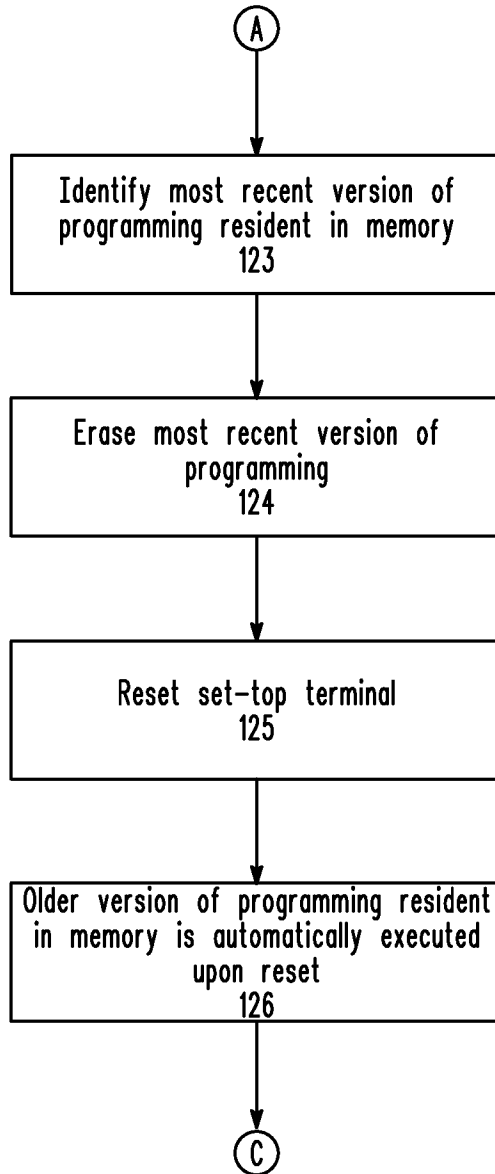 A
Identify most recent version of
programming resident in memory
123
Erase most recent version of
programming
124
Reset set-top terminal
125
Older version of programming resident
in memory is automatically executed
upon reset
126
C